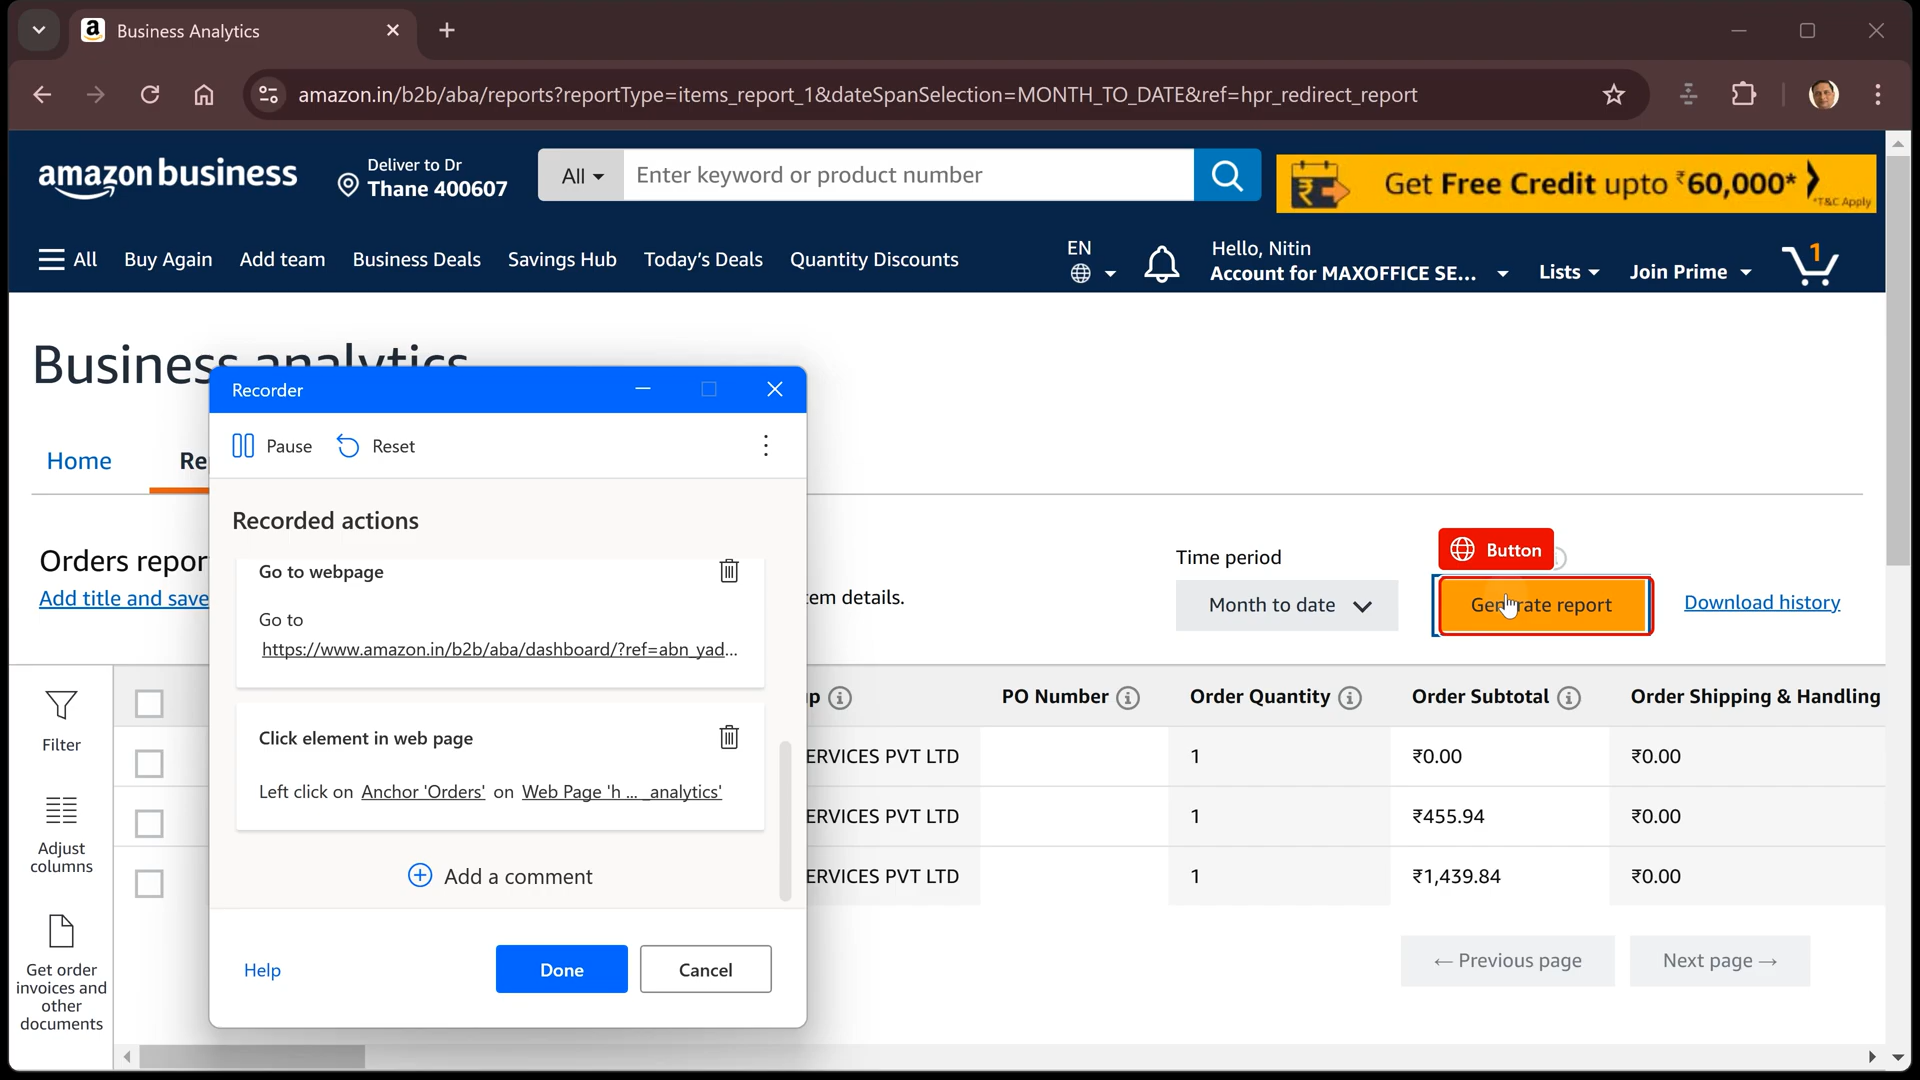 Business Analytics
amazon.in/b2b/aba/reports?reportType=items_report_1&dateSpanSelection=MONTH_TO_DATE&ref=hpr_redirect_report
amazon business
Deliver to Dr
Thane 400607
All
Enter keyword or product number
Get Free Credit upto ₹60,000*
*T&C Apply
All
Buy Again
Add team
Business Deals
Savings Hub
Today's Deals
Quantity Discounts
EN
Hello, Nitin
Account for MAXOFFICE SE...
Lists
Join Prime
1
Business analytics
Home
Re
Recorder
Pause
Reset
Recorded actions
Go to webpage
Go to
https://www.amazon.in/b2b/aba/dashboard/?ref=abn_yad...
Click element in web page
Left click on Anchor 'Orders' on Web Page 'h ... _analytics'
Add a comment
Help
Done
Cancel
Orders repor
Add title and save
em details.
Time period
Month to date
Button
Generate report
Download history
Filter
Adjust
columns
Get order
invoices and
other
documents
p
PO Number
Order Quantity
Order Subtotal
Order Shipping & Handling
ERVICES PVT LTD
1
₹0.00
₹0.00
ERVICES PVT LTD
1
₹455.94
₹0.00
ERVICES PVT LTD
1
₹1,439.84
₹0.00
← Previous page
Next page →